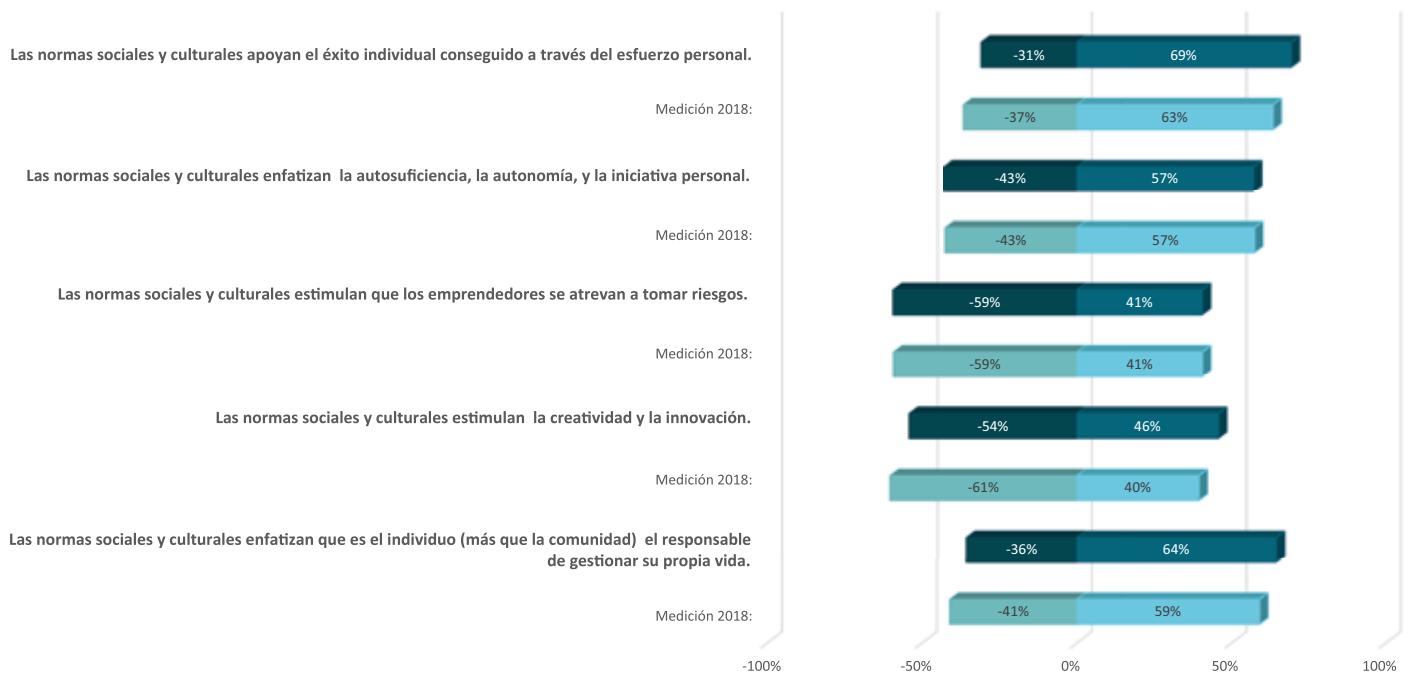 Las normas sociales y culturales apoyan el éxito individual conseguido a través del esfuerzo personal.
-31% 69%
Medición 2018:
-37% 63%
Las normas sociales y culturales enfatizan  la autosuficiencia, la autonomía, y la iniciativa personal.
-43% 57%
Medición 2018:
-43% 57%
Las normas sociales y culturales estimulan que los emprendedores se atrevan a tomar riesgos.
-59% 41%
Medición 2018:
-59% 41%
Las normas sociales y culturales estimulan  la creatividad y la innovación.
-54% 46%
Medición 2018:
-61% 40%
Las normas sociales y culturales enfatizan que es el individuo (más que la comunidad)  el responsable
de gestionar su propia vida.
-36% 64%
Medición 2018:
-41% 59%
-100% -50% 0% 50% 100%